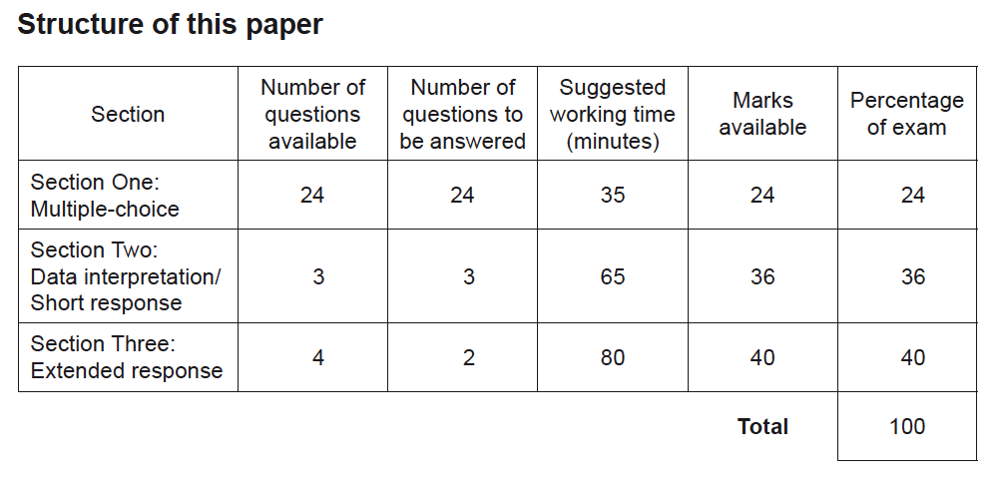 Structure of this paper
Section
Number of
questions
available
Number of
questions to
be answered
Suggested
working time
(minutes)
Marks
available
Percentage
of exam
Section One:
Multiple-choice
24
24
35
24
24
Section Two:
Data interpretation/
Short response
3
3
65
36
36
Section Three:
Extended response
4
2
80
40
40
Total
100